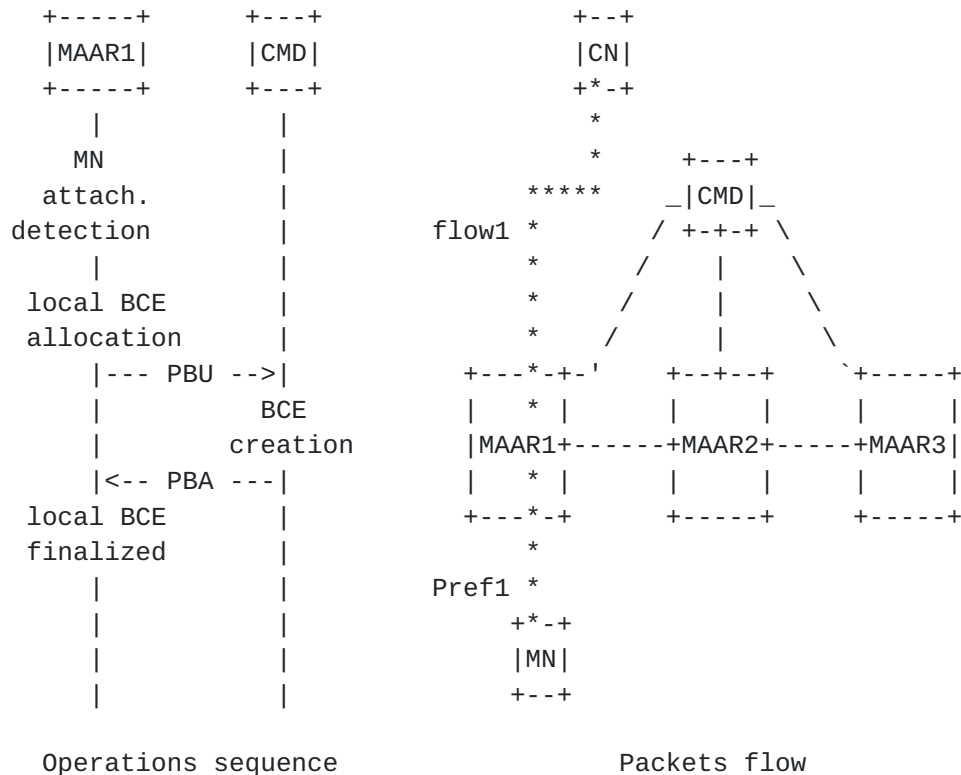 +-----+      +---+                +--+
  |MAAR1|      |CMD|                |CN|
  +-----+      +---+                +*-+
     |           |                   *
    MN           |                   *     +---+
  attach.        |               *****    _|CMD|_
detection        |         flow1 *       / +-+-+ \
     |           |               *      /    |    \
 local BCE       |               *     /     |     \
 allocation      |               *    /      |      \
     |--- PBU -->|           +---*-+-'    +--+--+    `+-----+
     |          BCE          |   * |      |     |     |     |
     |        creation       |MAAR1+------+MAAR2+-----+MAAR3|
     |<-- PBA ---|           |   * |      |     |     |     |
 local BCE       |           +---*-+      +-----+     +-----+
 finalized       |               *
     |           |         Pref1 *
     |           |              +*-+
     |           |              |MN|
     |           |              +--+

  Operations sequence                  Packets flow